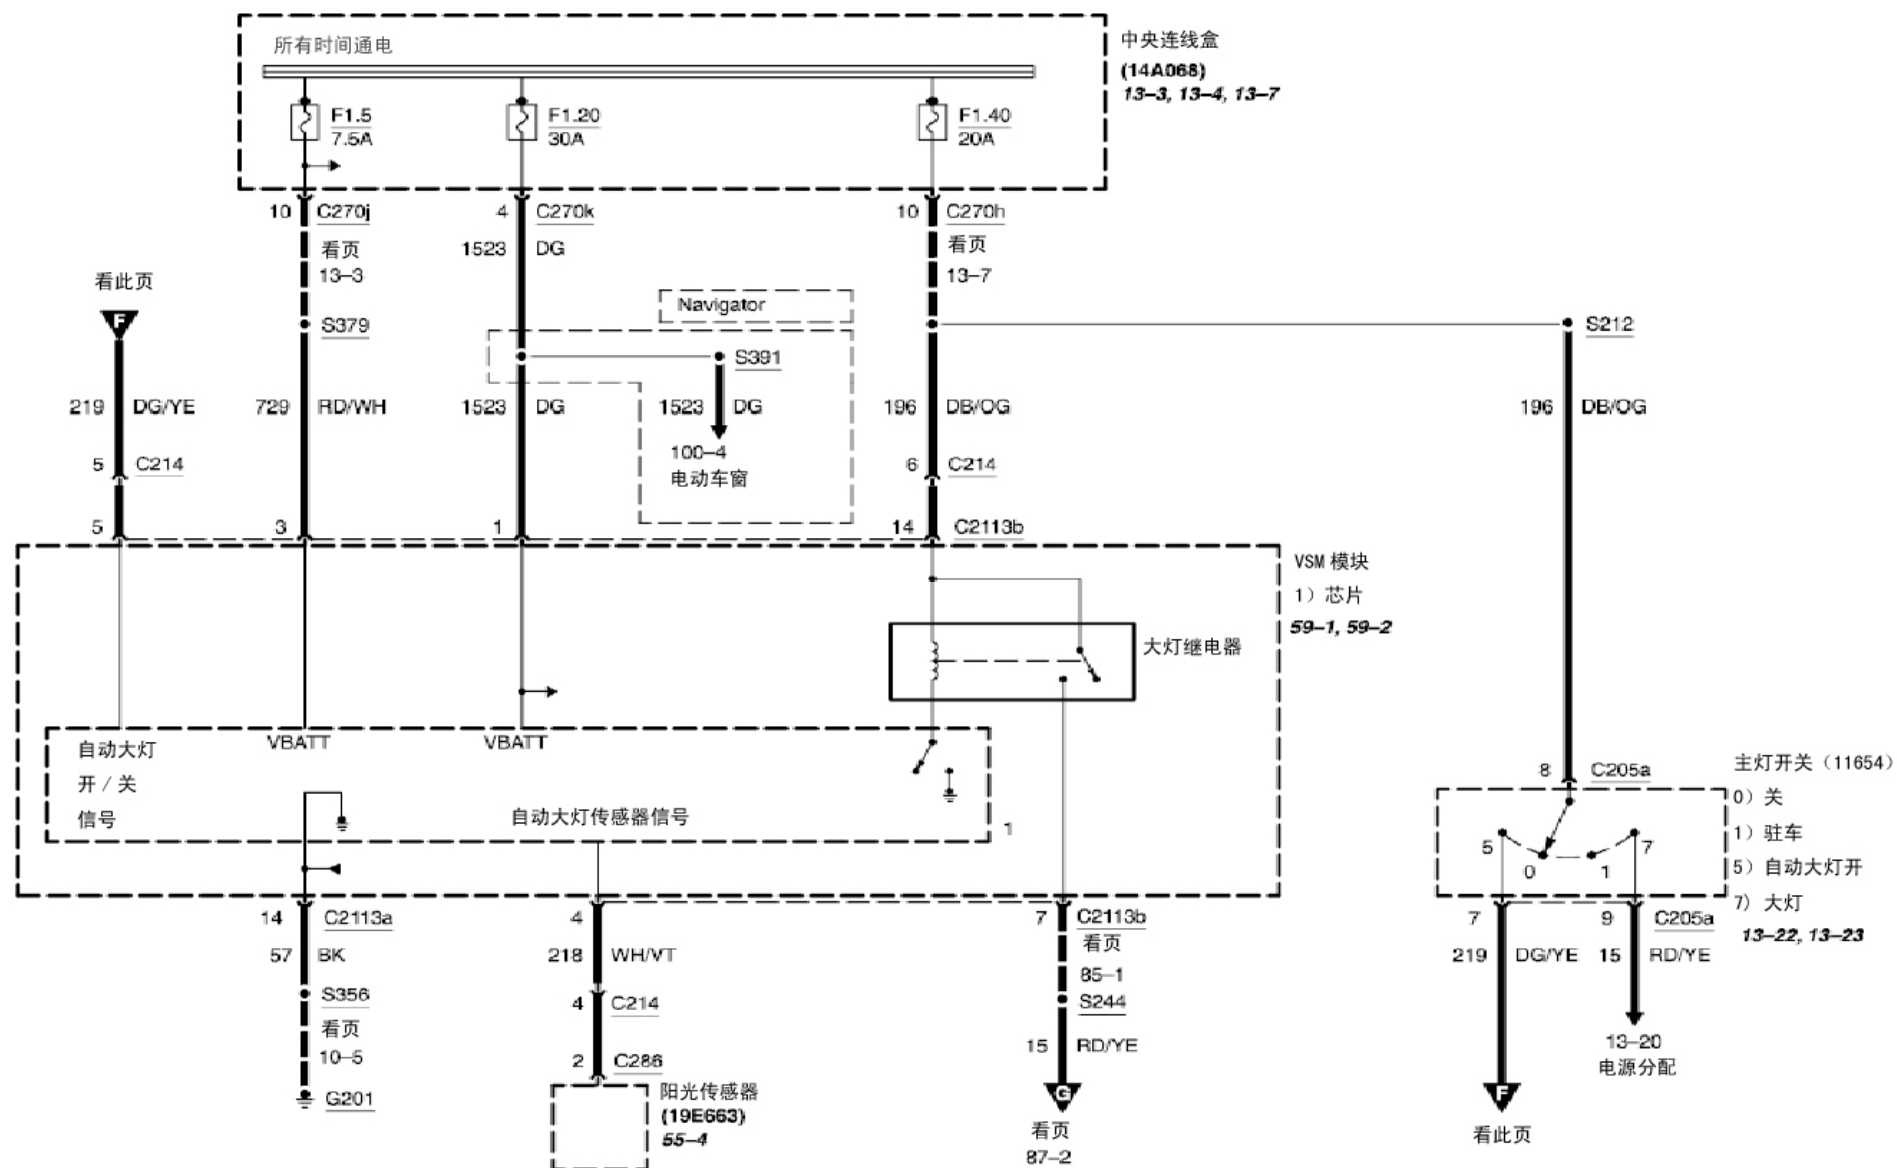 所有时间通电
中央连线盒
(14A068)
13-3, 13-4, 13-7
F1.5
7.5A
F1.20
30A
F1.40
20A
10 C270j
4 C270k
10 C270h
看页
13-3
1523 DG
看页
13-7
看此页
F
Navigator
S379
S391
S212
219 DG/YE
729 RD/WH
1523 DG
1523 DG
196 DB/OG
196 DB/OG
100-4
电动车窗
5 C214
6 C214
5
3
1
14 C2113b
VSM 模块
1）芯片
59-1, 59-2
大灯继电器
自动大灯
开 / 关
信号
VBATT
VBATT
自动大灯传感器信号
1
8 C205a
主灯开关（11654）
0）关
1）驻车
5）自动大灯开
7）大灯
13-22, 13-23
5
0
1
7
14 C2113a
4
7 C2113b
7
9 C205a
57 BK
218 WH/VT
看页
85-1
219 DG/YE
15 RD/YE
S356
4 C214
S244
看页
10-5
15 RD/YE
13-20
电源分配
2 C286
G201
阳光传感器
(19E663)
55-4
G
看页
87-2
F
看此页